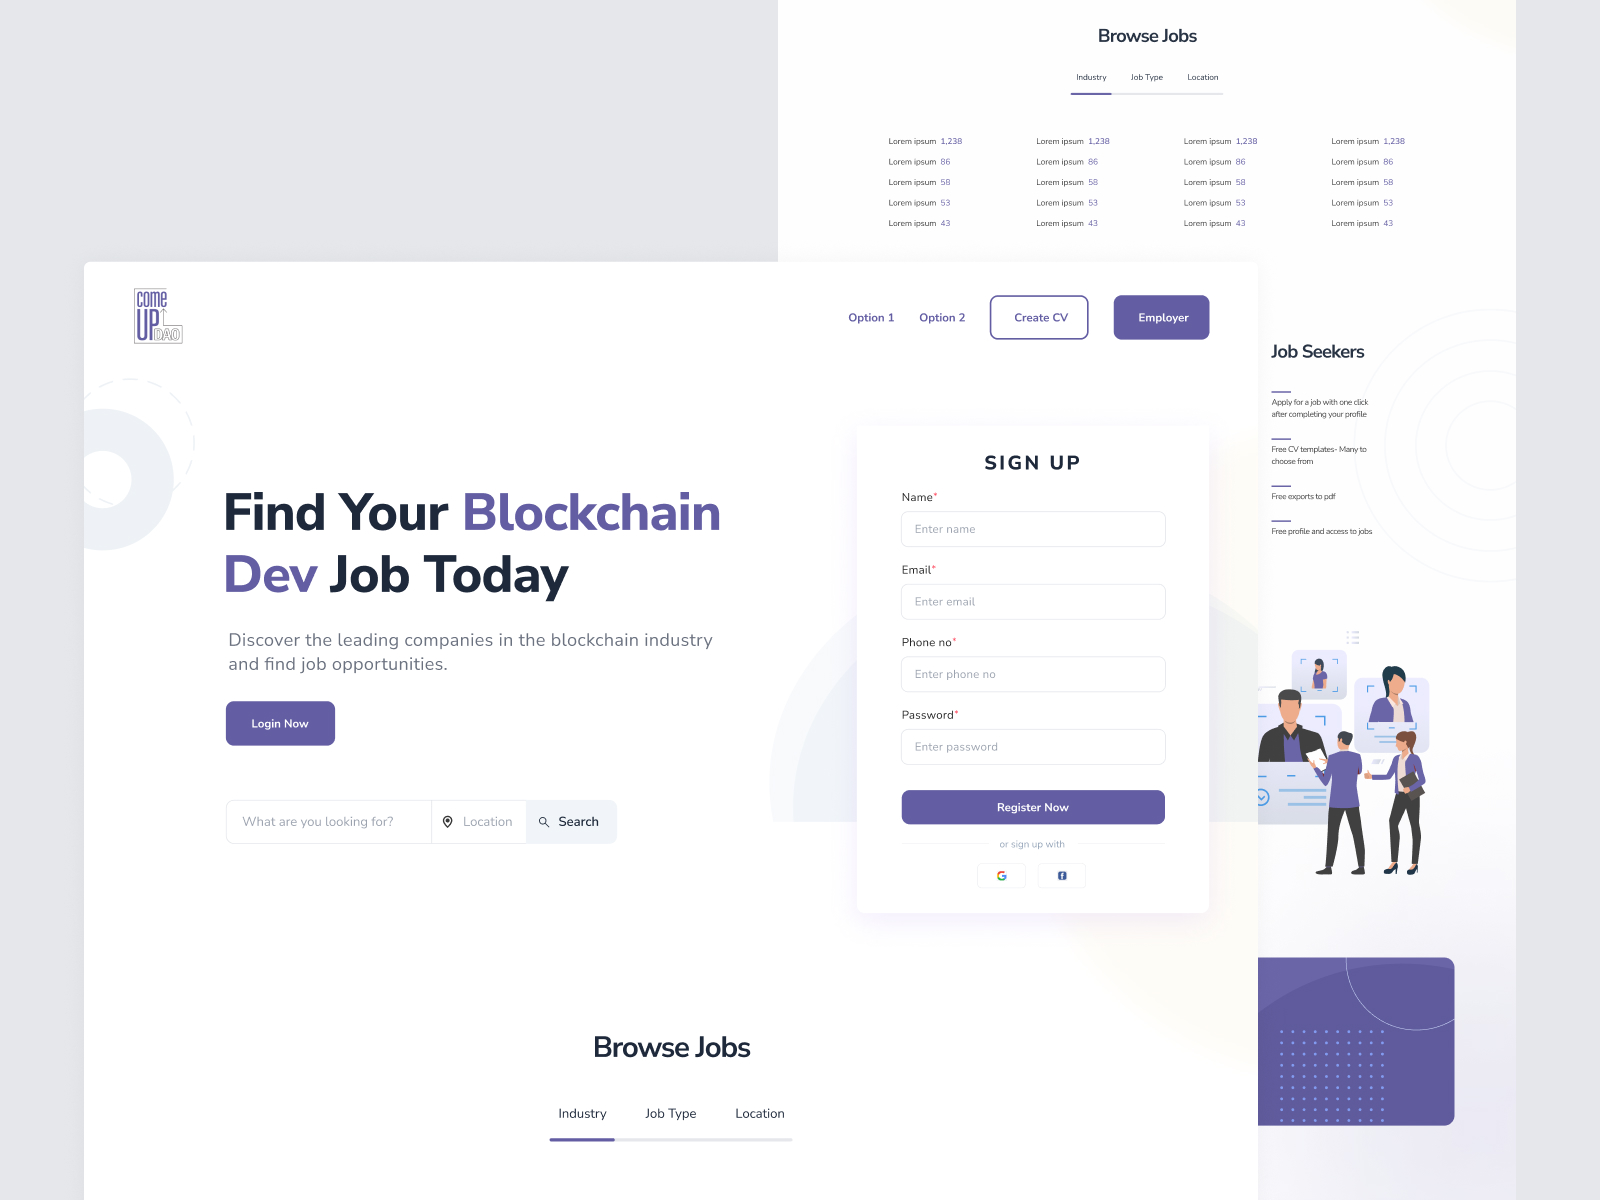 Browse Jobs
Industry Job Type Location
Lorem ipsum 1,238 Lorem ipsum 1,238 Lorem ipsum 1,238 Lorem ipsum 1,238
Lorem ipsum 86 Lorem ipsum 86 Lorem ipsum 86 Lorem ipsum 86
Lorem ipsum 58 Lorem ipsum 58 Lorem ipsum 58 Lorem ipsum 58
Lorem ipsum 53 Lorem ipsum 53 Lorem ipsum 53 Lorem ipsum 53
Lorem ipsum 43 Lorem ipsum 43 Lorem ipsum 43 Lorem ipsum 43
come
UP DAO
Option 1 Option 2 Create CV Employer
Find Your Blockchain
Dev Job Today
Discover the leading companies in the blockchain industry
and find job opportunities.
Login Now
What are you looking for? Location Search
SIGN UP
Name*
Enter name
Email*
Enter email
Phone no*
Enter phone no
Password*
Enter password
Register Now
or sign up with
G f
Job Seekers
Apply for a job with one click
after completing your profile
Free CV templates- Many to
choose from
Free exports to pdf
Free profile and access to jobs
Browse Jobs
Industry Job Type Location